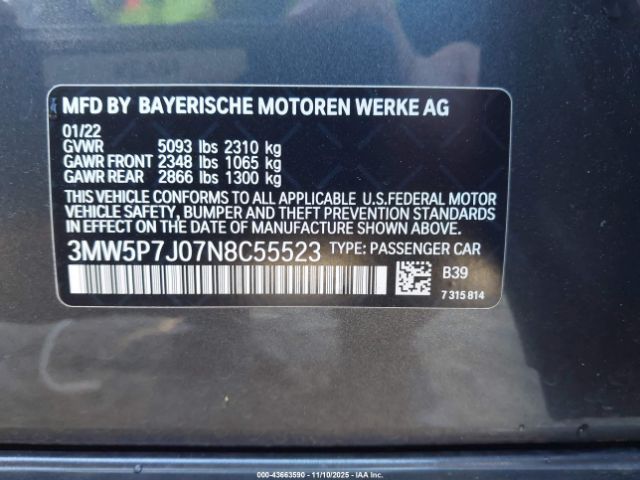 MFD BY BAYERISCHE MOTOREN WERKE AG
01/22
GVWR 5093 lbs 2310 kg
GAWR FRONT 2348 lbs 1065 kg
GAWR REAR 2866 lbs 1300 kg
THIS VEHICLE CONFORMS TO ALL APPLICABLE U.S.FEDERAL MOTOR
VEHICLE SAFETY, BUMPER AND THEFT PREVENTION STANDARDS
IN EFFECT ON THE DATE OF MANUFACTURE SHOWN ABOVE.
3MW5P7J07N8C55523 TYPE: PASSENGER CAR
B39
7 315 814
000-43663590 - 11/10/2025 - IAA Inc.